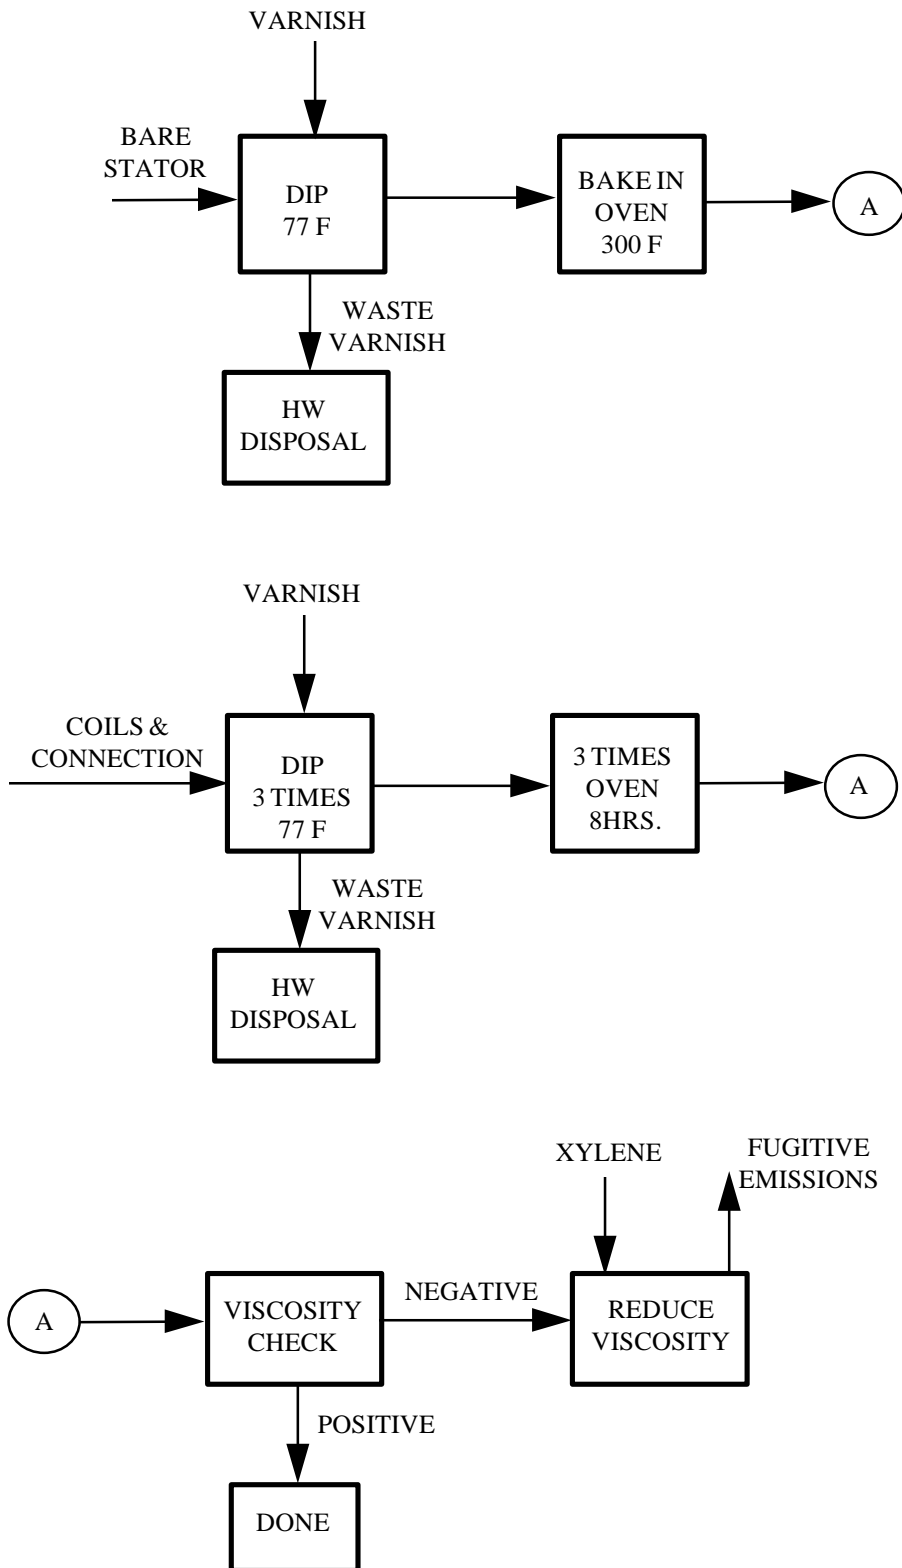 VARNISH
BARE
STATOR
DIP
77 F
BAKE IN
OVEN
300 F
A
WASTE
VARNISH
HW
DISPOSAL
VARNISH
COILS &
CONNECTION
DIP
3 TIMES
77 F
3 TIMES
OVEN
8HRS.
A
WASTE
VARNISH
HW
DISPOSAL
XYLENE
FUGITIVE
EMISSIONS
A
VISCOSITY
CHECK
NEGATIVE
REDUCE
VISCOSITY
POSITIVE
DONE